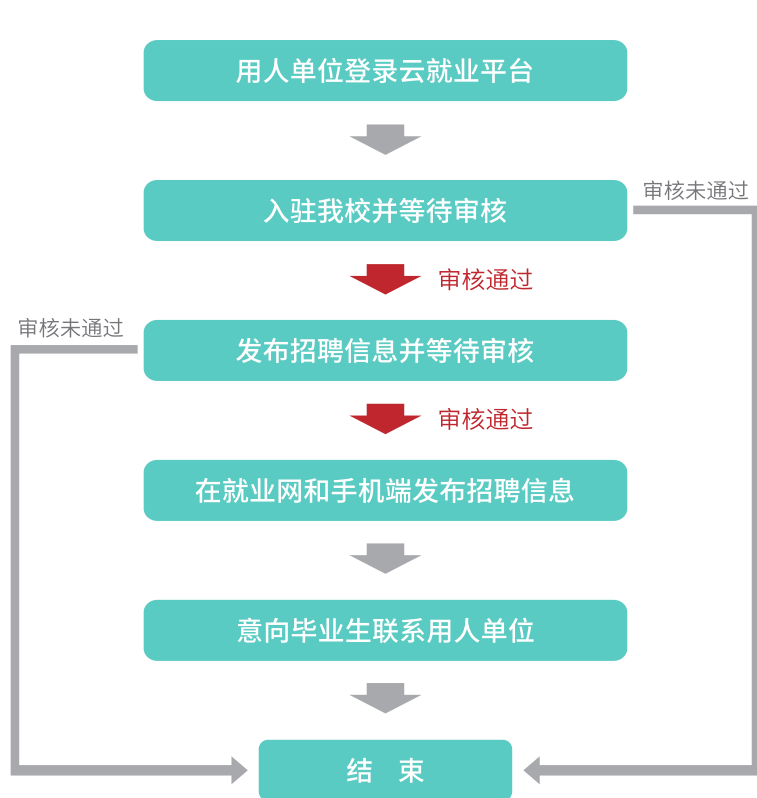 用人单位登录云就业平台
入驻我校并等待审核
审核未通过
审核通过
审核未通过
发布招聘信息并等待审核
审核通过
在就业网和手机端发布招聘信息
意向毕业生联系用人单位
结 束